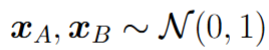 𝒙_A, 𝒙_B ∼ 𝒩(0, 1)